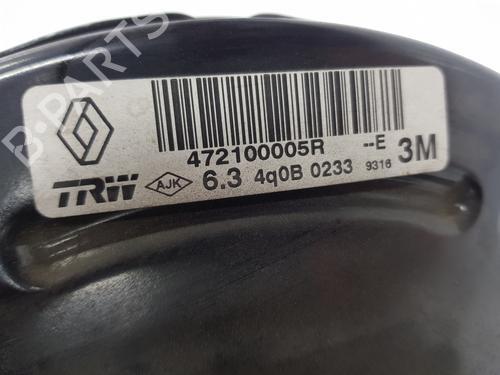 B-PARTS
472100005R --E 3M
TRW AJK 6.3 4q0B 0233 9316